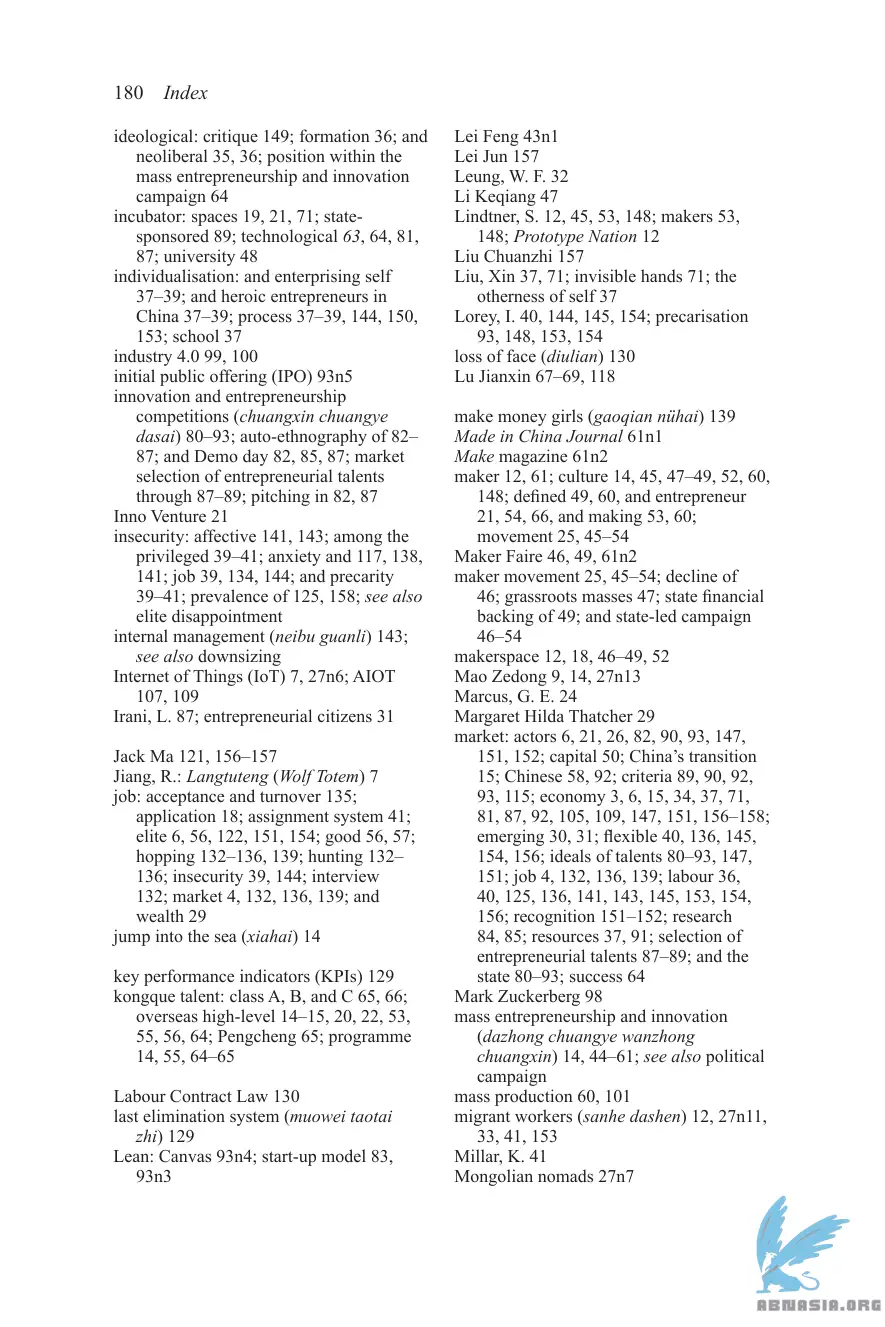 180 Index
ideological: critique 149; formation 36; and
neoliberal 35, 36; position within the
mass entrepreneurship and innovation
campaign 64
incubator: spaces 19, 21, 71; state-
sponsored 89; technological 63, 64, 81,
87; university 48
individualisation: and enterprising self
37–39; and heroic entrepreneurs in
China 37–39; process 37–39, 144, 150,
153; school 37
industry 4.0 99, 100
initial public offering (IPO) 93n5
innovation and entrepreneurship
competitions (chuangxin chuangye
dasai) 80–93; auto-ethnography of 82–
87; and Demo day 82, 85, 87; market
selection of entrepreneurial talents
through 87–89; pitching in 82, 87
Inno Venture 21
insecurity: affective 141, 143; among the
privileged 39–41; anxiety and 117, 138,
141; job 39, 134, 144; and precarity
39–41; prevalence of 125, 158; see also
elite disappointment
internal management (neibu guanli) 143;
see also downsizing
Internet of Things (IoT) 7, 27n6; AIOT
107, 109
Irani, L. 87; entrepreneurial citizens 31
Jack Ma 121, 156–157
Jiang, R.: Langtuteng (Wolf Totem) 7
job: acceptance and turnover 135;
application 18; assignment system 41;
elite 6, 56, 122, 151, 154; good 56, 57;
hopping 132–136, 139; hunting 132–
136; insecurity 39, 144; interview
132; market 4, 132, 136, 139; and
wealth 29
jump into the sea (xiahai) 14
key performance indicators (KPIs) 129
kongque talent: class A, B, and C 65, 66;
overseas high-level 14–15, 20, 22, 53,
55, 56, 64; Pengcheng 65; programme
14, 55, 64–65
Labour Contract Law 130
last elimination system (muowei taotai
zhi) 129
Lean: Canvas 93n4; start-up model 83,
93n3
Lei Feng 43n1
Lei Jun 157
Leung, W. F. 32
Li Keqiang 47
Lindtner, S. 12, 45, 53, 148; makers 53,
148; Prototype Nation 12
Liu Chuanzhi 157
Liu, Xin 37, 71; invisible hands 71; the
otherness of self 37
Lorey, I. 40, 144, 145, 154; precarisation
93, 148, 153, 154
loss of face (diulian) 130
Lu Jianxin 67–69, 118
make money girls (gaoqian nühai) 139
Made in China Journal 61n1
Make magazine 61n2
maker 12, 61; culture 14, 45, 47–49, 52, 60,
148; defined 49, 60, and entrepreneur
21, 54, 66, and making 53, 60;
movement 25, 45–54
Maker Faire 46, 49, 61n2
maker movement 25, 45–54; decline of
46; grassroots masses 47; state financial
backing of 49; and state-led campaign
46–54
makerspace 12, 18, 46–49, 52
Mao Zedong 9, 14, 27n13
Marcus, G. E. 24
Margaret Hilda Thatcher 29
market: actors 6, 21, 26, 82, 90, 93, 147,
151, 152; capital 50; China’s transition
15; Chinese 58, 92; criteria 89, 90, 92,
93, 115; economy 3, 6, 15, 34, 37, 71,
81, 87, 92, 105, 109, 147, 151, 156–158;
emerging 30, 31; flexible 40, 136, 145,
154, 156; ideals of talents 80–93, 147,
151; job 4, 132, 136, 139; labour 36,
40, 125, 136, 141, 143, 145, 153, 154,
156; recognition 151–152; research
84, 85; resources 37, 91; selection of
entrepreneurial talents 87–89; and the
state 80–93; success 64
Mark Zuckerberg 98
mass entrepreneurship and innovation
(dazhong chuangye wanzhong
chuangxin) 14, 44–61; see also political
campaign
mass production 60, 101
migrant workers (sanhe dashen) 12, 27n11,
33, 41, 153
Millar, K. 41
Mongolian nomads 27n7
ABNASIA.ORG